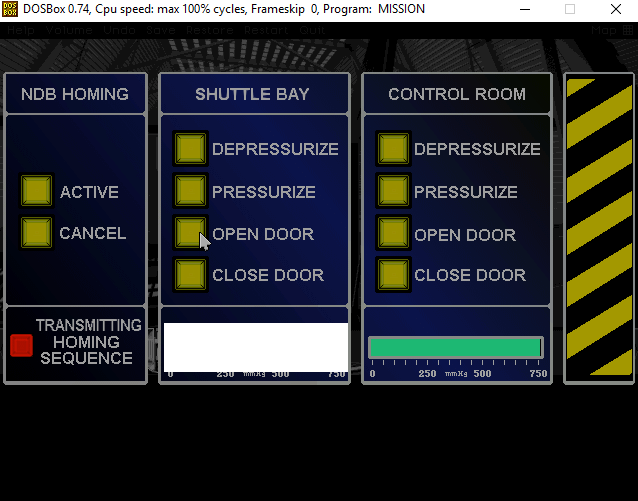 DOSBox 0.74, Cpu speed: max 100% cycles, Frameskip 0, Program: MISSION
Help Volume Undo Save Restore Restart Quit Map
NDB HOMING
ACTIVE
CANCEL
TRANSMITTING
HOMING
SEQUENCE
SHUTTLE BAY
DEPRESSURIZE
PRESSURIZE
OPEN DOOR
CLOSE DOOR
0 250 mmHg 500 750
CONTROL ROOM
DEPRESSURIZE
PRESSURIZE
OPEN DOOR
CLOSE DOOR
0 250 mmHg 500 750